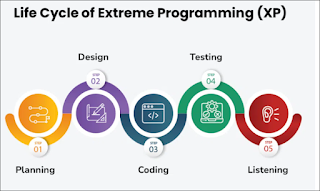 Life Cycle of Extreme Programming (XP)
Design
Testing
STEP
02
STEP
04
STEP
01
STEP
03
STEP
05
Planning
Coding
Listening